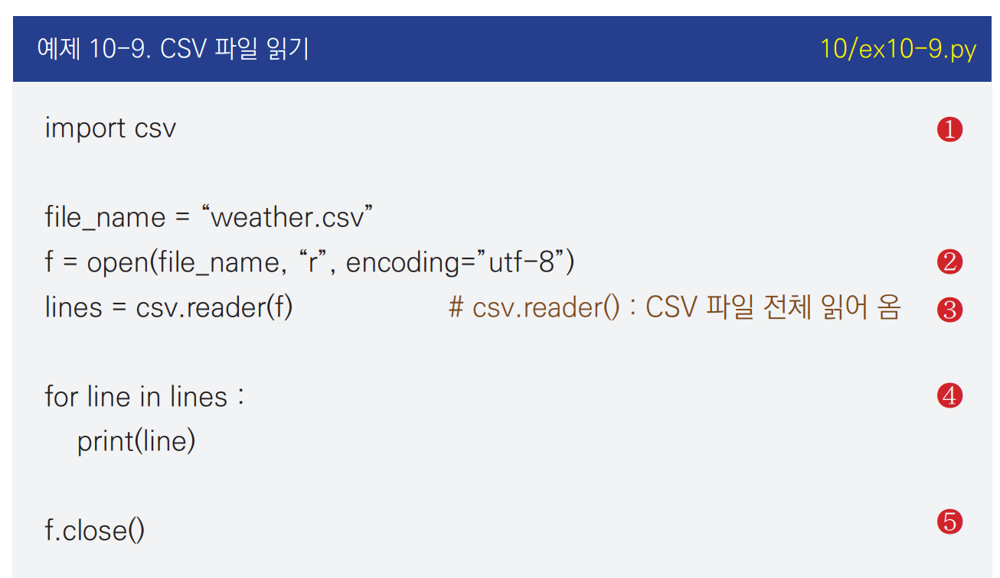 예제 10-9. CSV 파일 읽기 10/ex10-9.py
import csv ❶
file_name = “weather.csv”
f = open(file_name, “r”, encoding=”utf-8”) ❷
lines = csv.reader(f) # csv.reader() : CSV 파일 전체 읽어 옴 ❸
for line in lines : ❹
print(line)
f.close() ❺